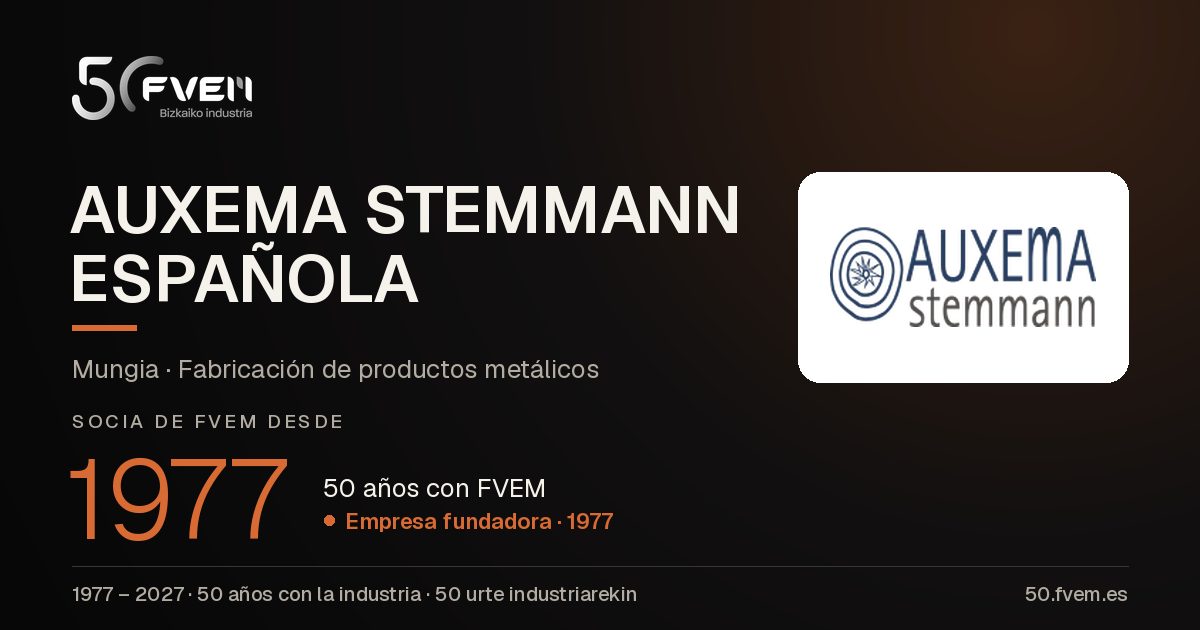 50 FVEM
Bizkaiko industria
AUXEMA STEMMANN
ESPAÑOLA
AUXEMA
stemmann
Mungia · Fabricación de productos metálicos
SOCIA DE FVEM DESDE
1977
50 años con FVEM
Empresa fundadora · 1977
1977 – 2027 · 50 años con la industria · 50 urte industriarekin
50.fvem.es